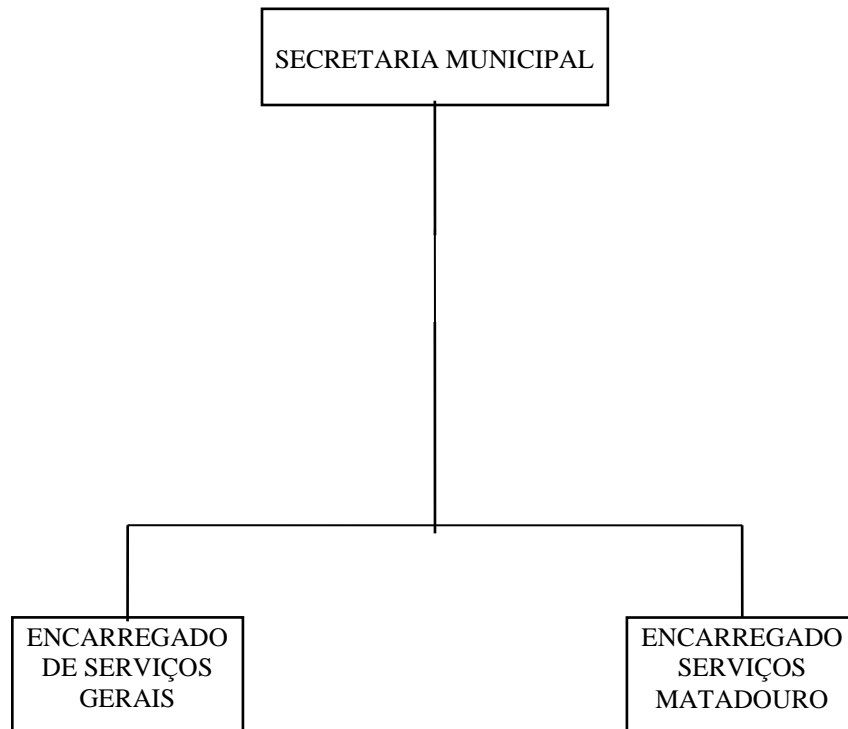 SECRETARIA MUNICIPAL
ENCARREGADO
DE SERVIÇOS
GERAIS
ENCARREGADO
SERVIÇOS
MATADOURO